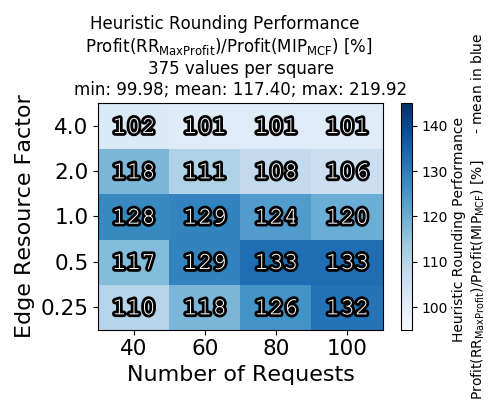 Heuristic Rounding Performance
Profit(RR_MaxProfit)/Profit(MIP_MCF) [%]
375 values per square
min: 99.98; mean: 117.40; max: 219.92
Edge Resource Factor
4.0 102 101 101 101
2.0 118 111 108 106
1.0 128 129 124 120
0.5 117 129 133 133
0.25 110 118 126 132
40 60 80 100
Number of Requests
140
130
120
110
100
Heuristic Rounding Performance
Profit(RR_MaxProfit)/Profit(MIP_MCF) [%] - mean in blue